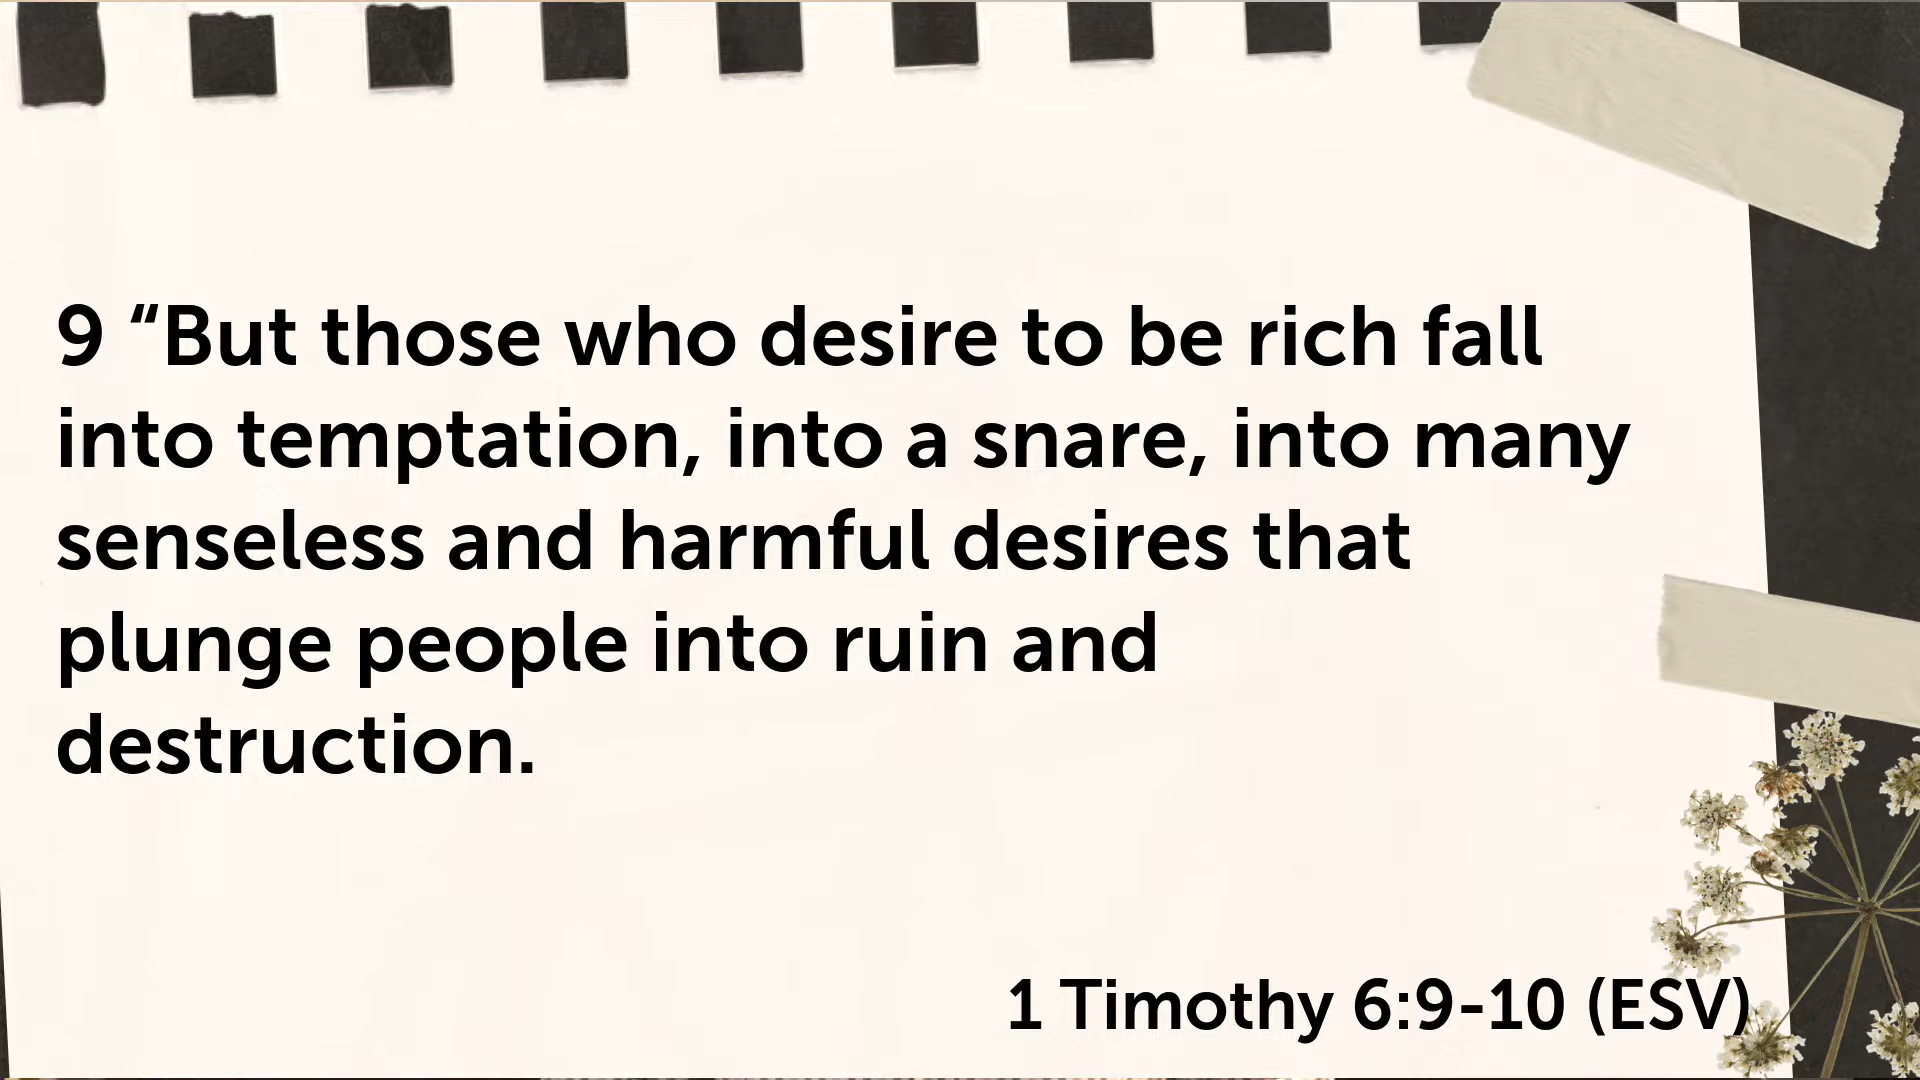 9 “But those who desire to be rich fall
into temptation, into a snare, into many
senseless and harmful desires that
plunge people into ruin and
destruction.
1 Timothy 6:9-10 (ESV)